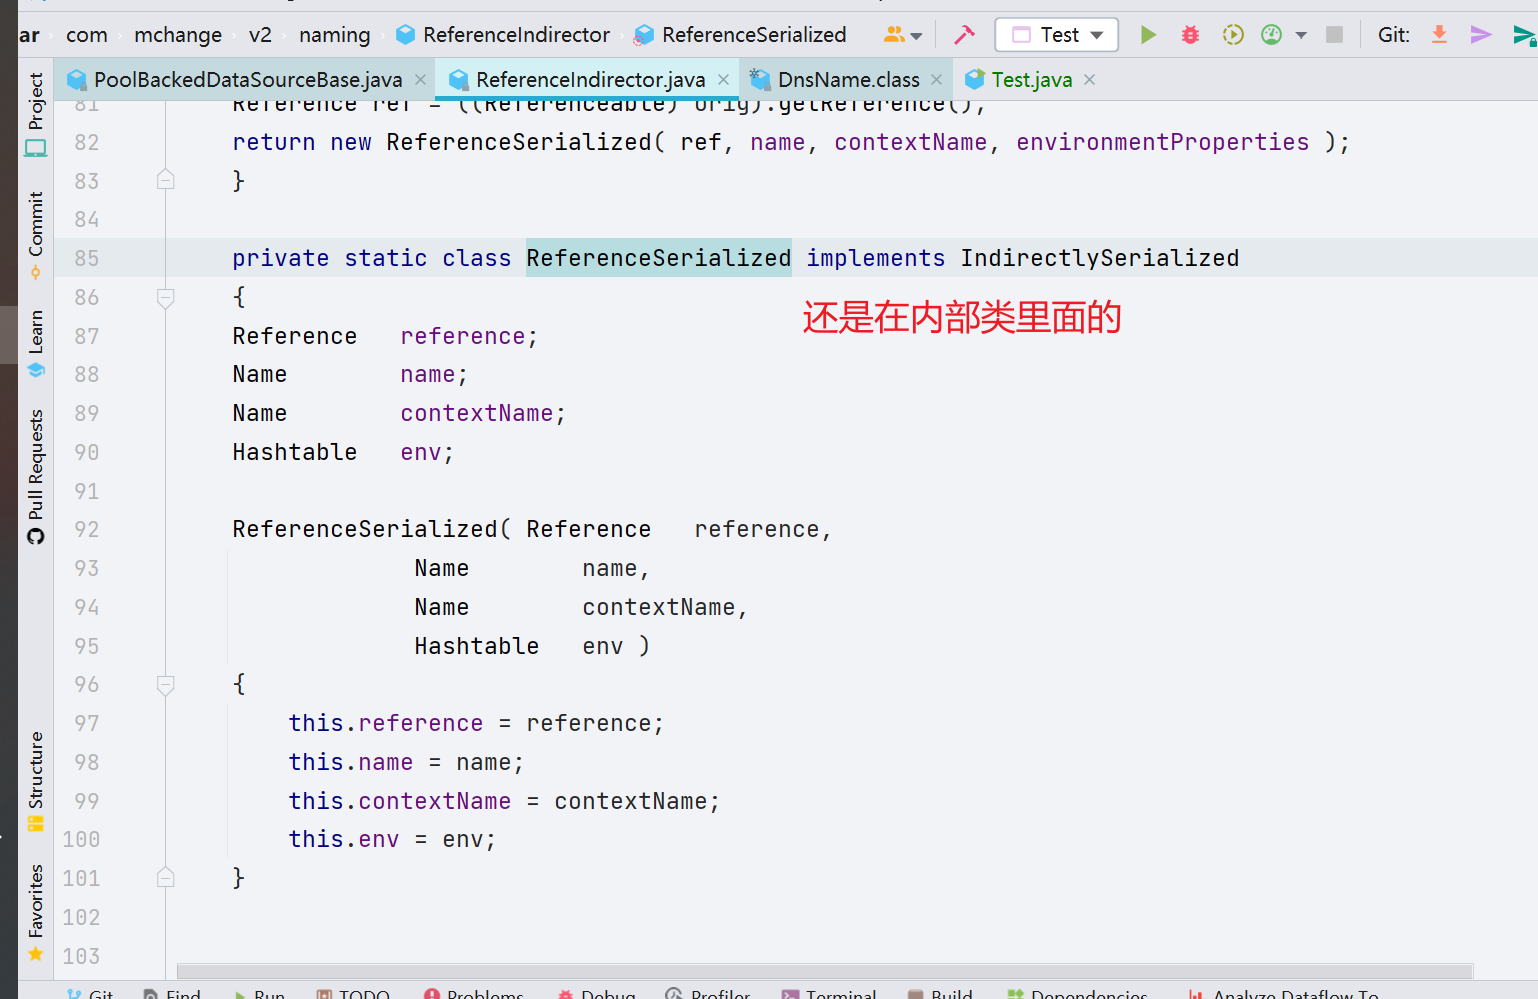 ar com mchange v2 naming ReferenceIndirector ReferenceSerialized Test Git:
PoolBackedDataSourceBase.java ReferenceIndirector.java DnsName.class Test.java
Project
Commit
Learn
Pull Requests
Structure
Favorites
81 Reference ref = ((Referenceable) orig).getReference();
82 return new ReferenceSerialized( ref, name, contextName, environmentProperties );
83 }
84
85 private static class ReferenceSerialized implements IndirectlySerialized
86 {
还是在内部类里面的
87 Reference reference;
88 Name name;
89 Name contextName;
90 Hashtable env;
91
92 ReferenceSerialized( Reference reference,
93 Name name,
94 Name contextName,
95 Hashtable env )
96 {
97 this.reference = reference;
98 this.name = name;
99 this.contextName = contextName;
100 this.env = env;
101 }
102
103
Git Find Run TODO Problems Debug Profiler Terminal Build Dependencies Analyze Dataflow To